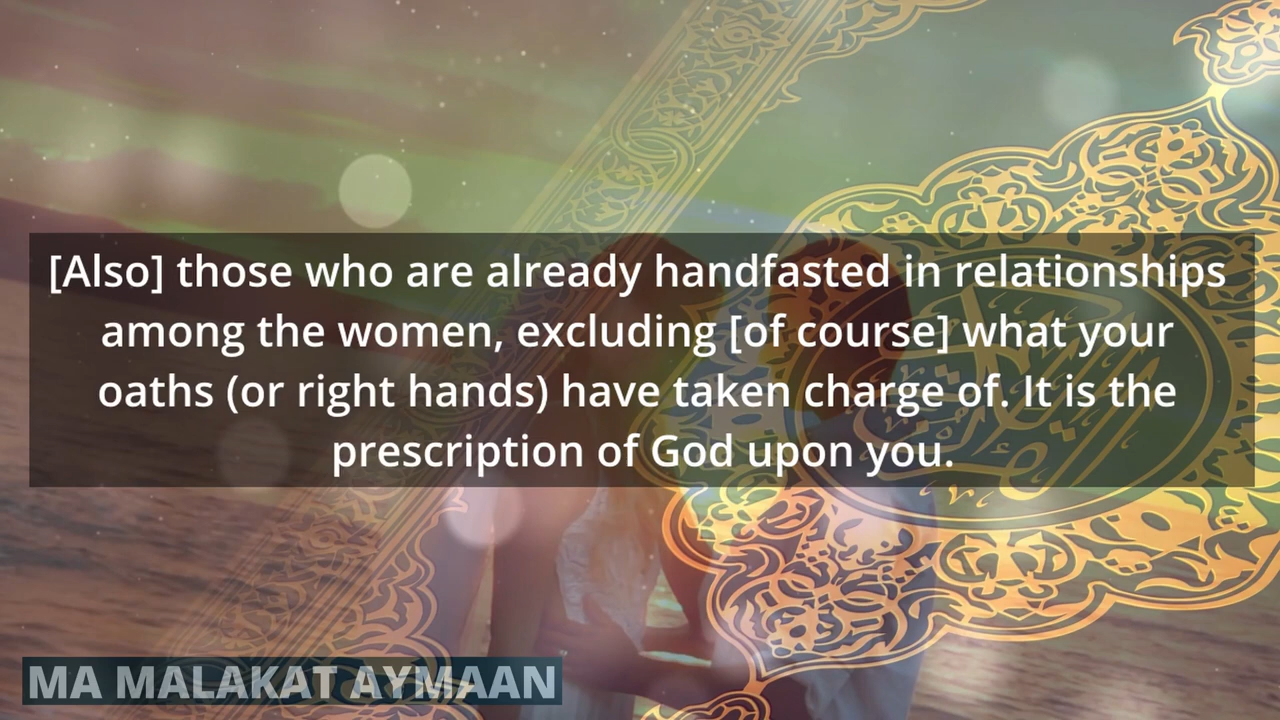 [Also] those who are already handfasted in relationships
among the women, excluding [of course] what your
oaths (or right hands) have taken charge of. It is the
prescription of God upon you.
MA MALAKAT AYMAAN